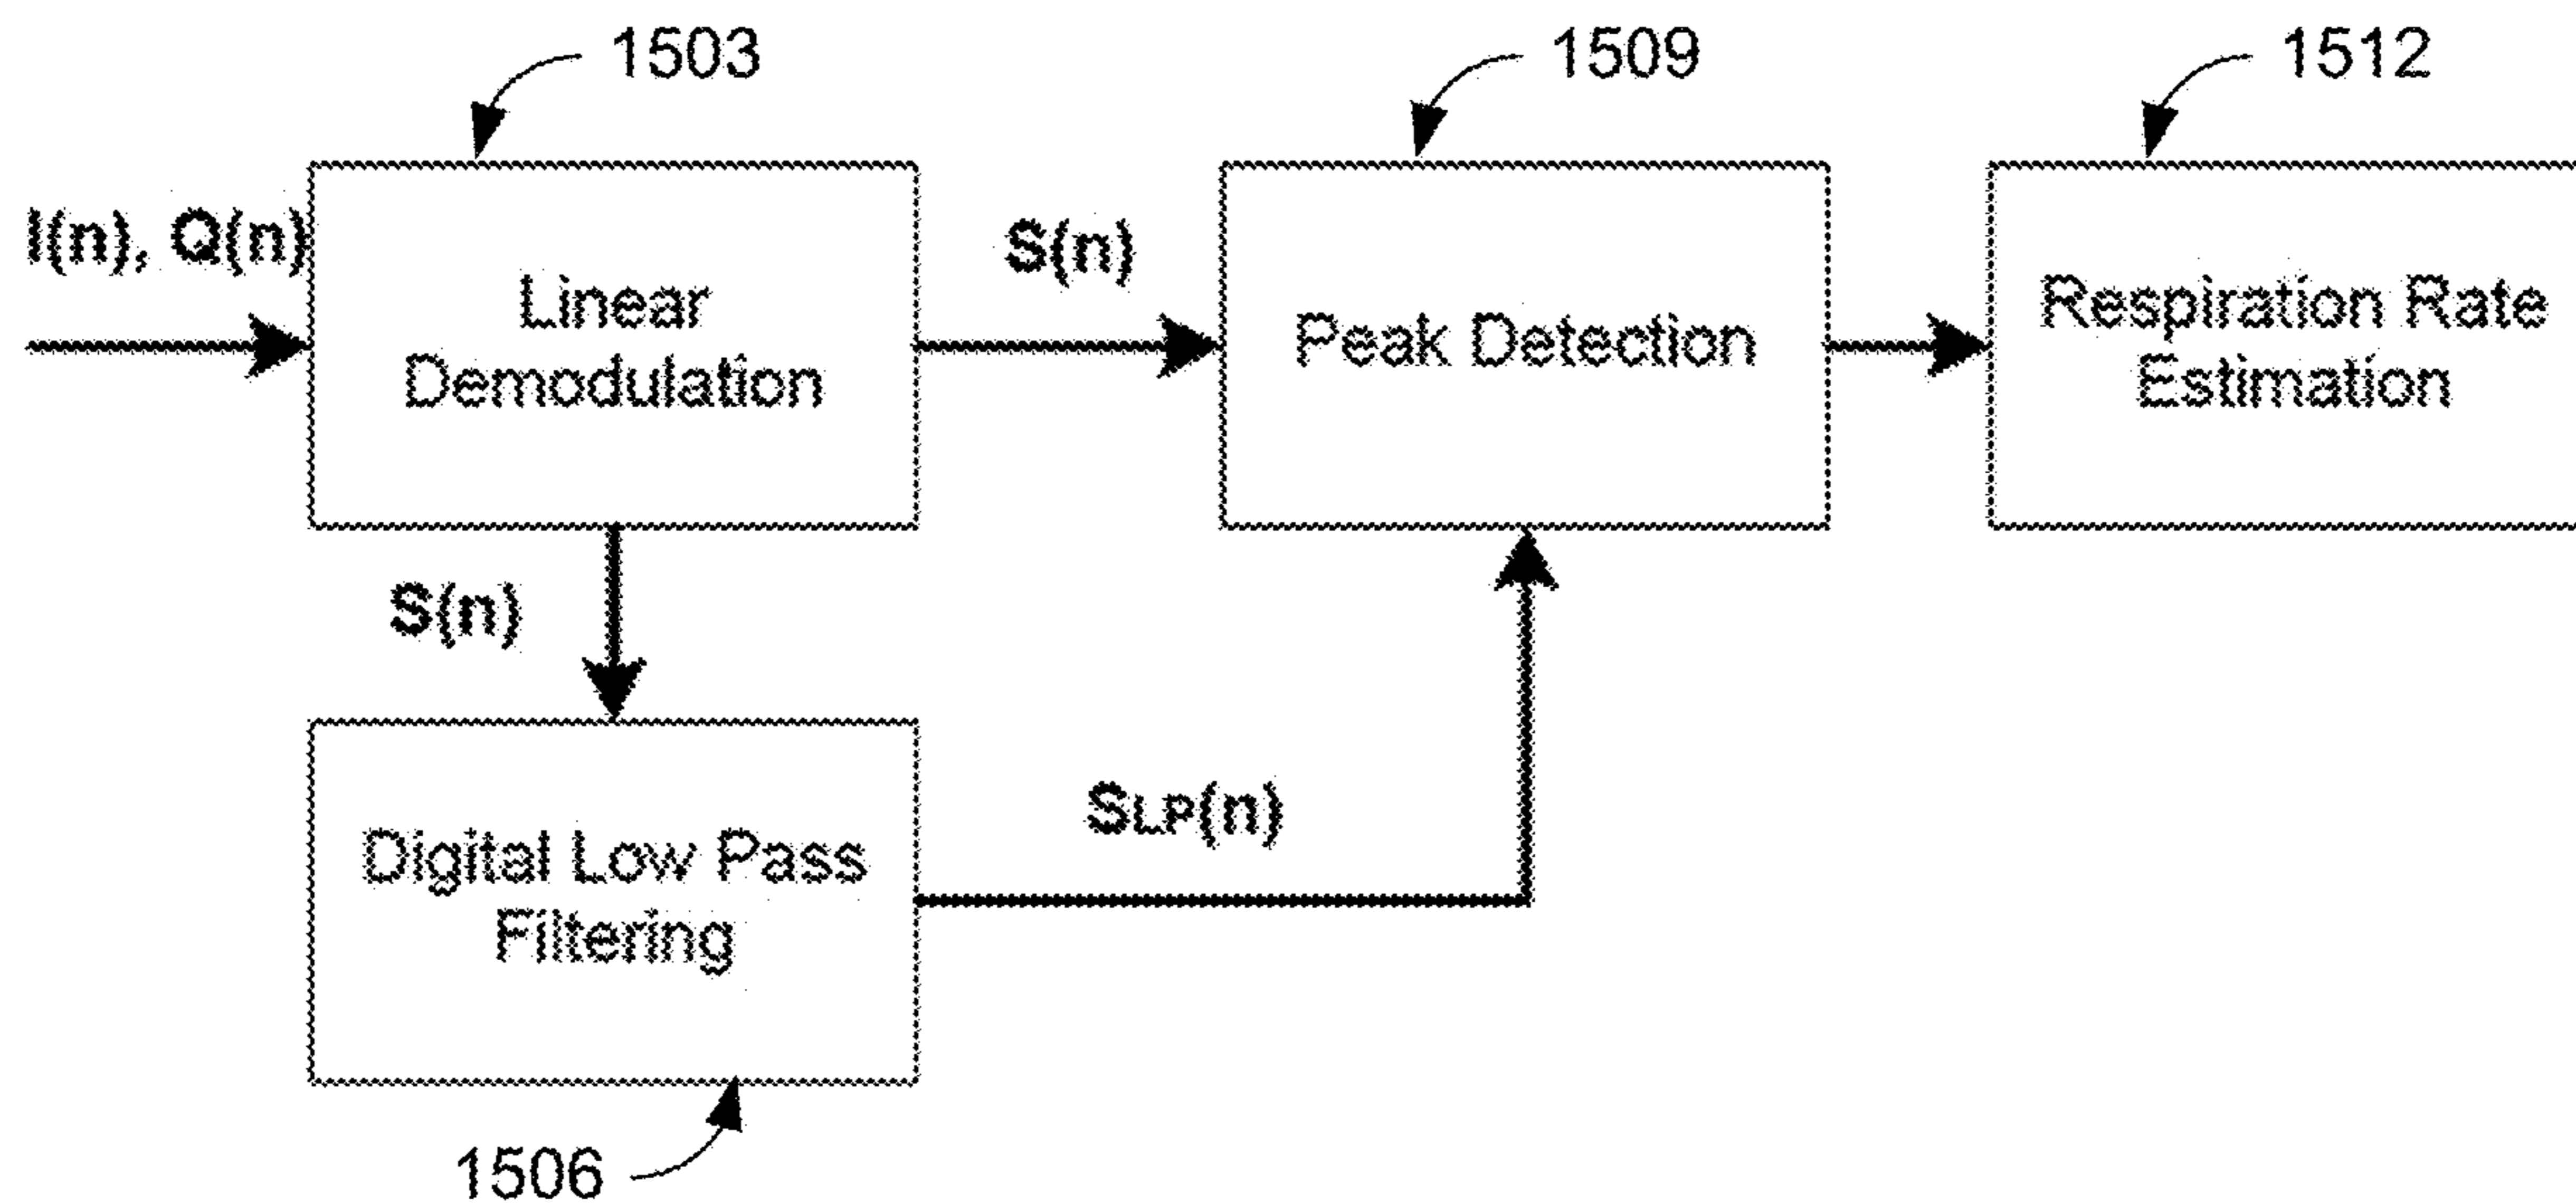 1503
1509
1512
I(n), Q(n)
Linear
Demodulation
S(n)
Peak Detection
Respiration Rate
Estimation
S(n)
Digital Low Pass
Filtering
SLP(n)
1506